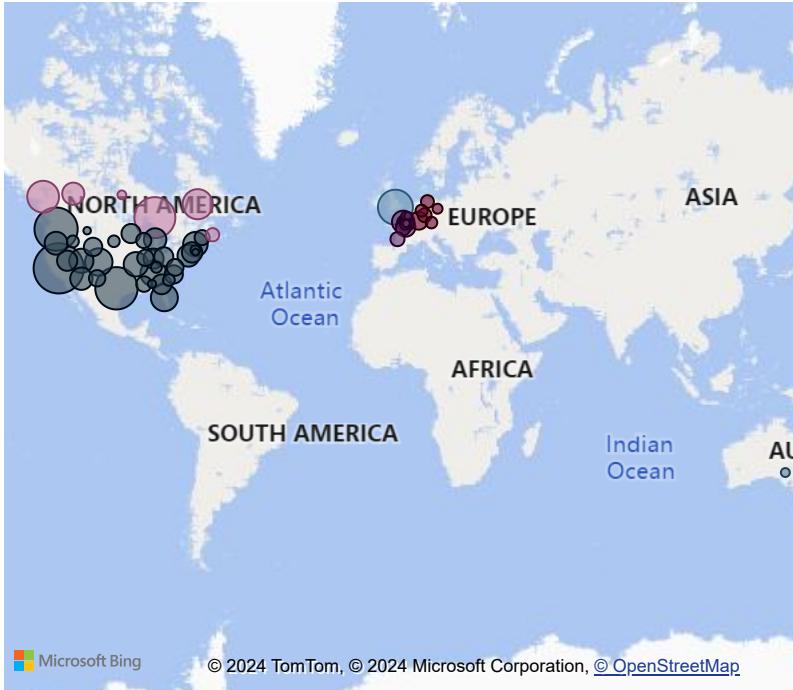 NORTH AMERICA
ASIA
EUROPE
Atlantic
Ocean
AFRICA
SOUTH AMERICA
Indian
Ocean
AU
Microsoft Bing
© 2024 TomTom, © 2024 Microsoft Corporation, © OpenStreetMap